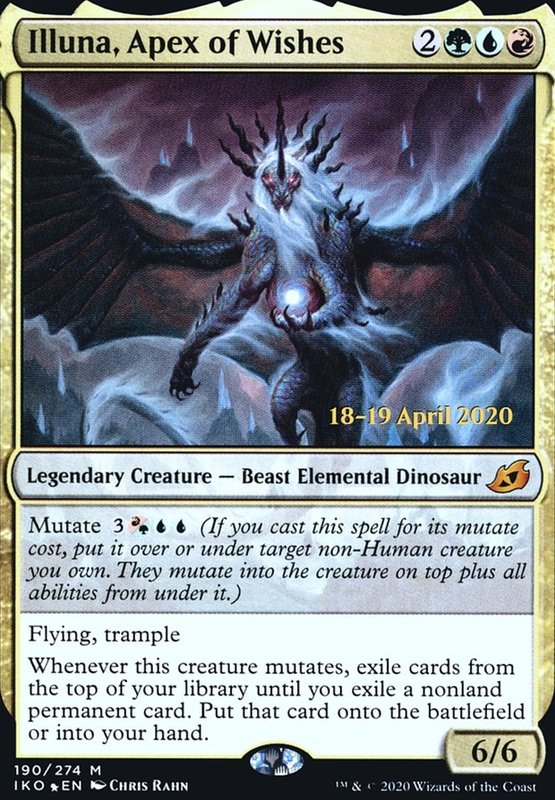 Illuna, Apex of Wishes 2
18-19 April 2020
Legendary Creature — Beast Elemental Dinosaur
Mutate 3 (If you cast this spell for its mutate
cost, put it over or under target non-Human creature
you own. They mutate into the creature on top plus all
abilities from under it.)
Flying, trample
Whenever this creature mutates, exile cards from
the top of your library until you exile a nonland
permanent card. Put that card onto the battlefield
or into your hand.
6/6
190/274 M
IKO EN Chris Rahn ™ & © 2020 Wizards of the Coast